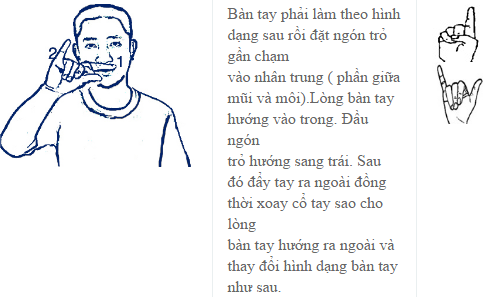 2
1
Bàn tay phải làm theo hình
dạng sau rồi đặt ngón trỏ
gần chạm
vào nhân trung ( phần giữa
mũi và môi).Lòng bàn tay
hướng vào trong. Đầu
ngón
trỏ hướng sang trái. Sau
đó đẩy tay ra ngoài đồng
thời xoay cổ tay sao cho
lòng
bàn tay hướng ra ngoài và
thay đổi hình dạng bàn tay
như sau.